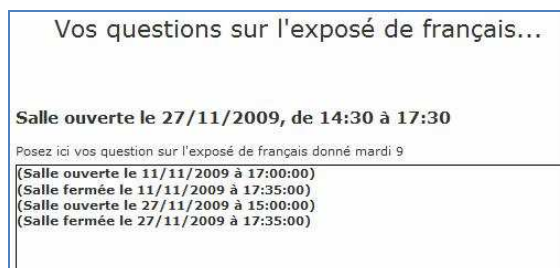 Vos questions sur l'exposé de français...
Salle ouverte le 27/11/2009, de 14:30 à 17:30
Posez ici vos question sur l'exposé de français donné mardi 9
(Salle ouverte le 11/11/2009 à 17:00:00)
(Salle fermée le 11/11/2009 à 17:35:00)
(Salle ouverte le 27/11/2009 à 15:00:00)
(Salle fermée le 27/11/2009 à 17:35:00)